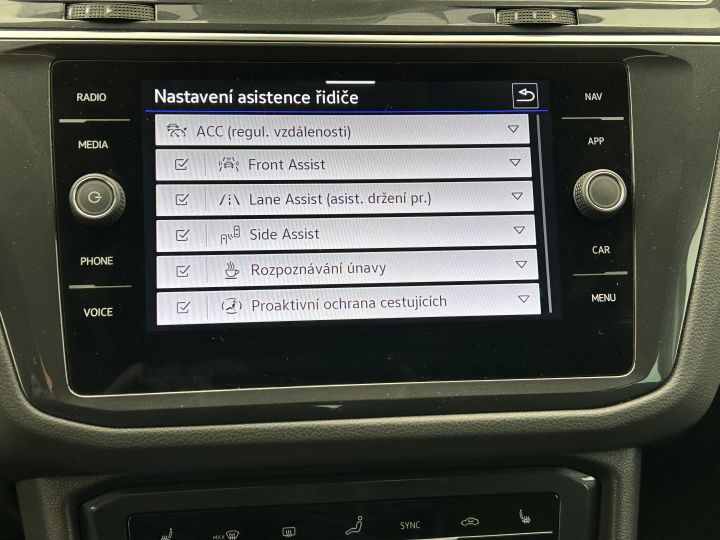 Nastavení asistence řidiče
ACC (regul. vzdálenosti)
Front Assist
Lane Assist (asist. držení pr.)
Side Assist
Rozpoznávání únavy
Proaktivní ochrana cestujících
RADIO
MEDIA
PHONE
VOICE
NAV
APP
CAR
MENU
MAX
SYNC